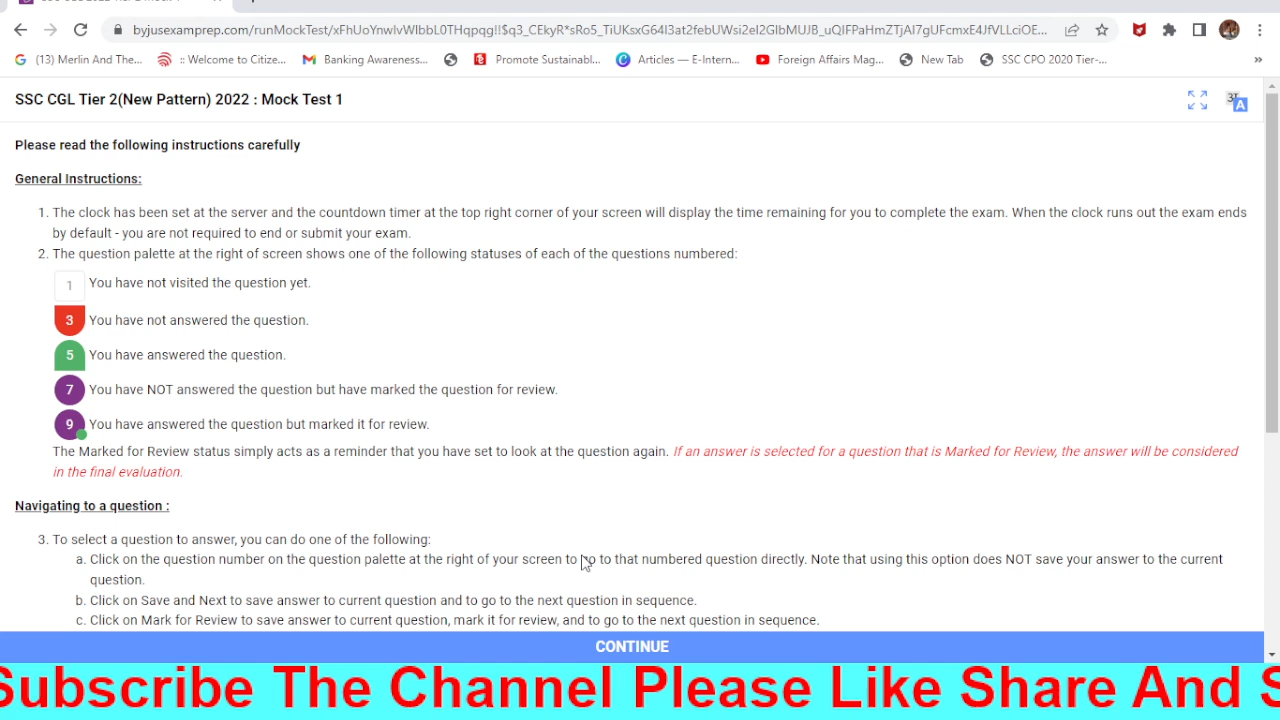 byjusexamprep.com/runMockTest/xFhUoYnwlvWlbbL0THqpqg!!$q3_CEkyR*sRo5_TiUKsxG64I3at2febUWsi2eI2GIbMUJB_uQIFPaHmZTjAI7gUFcmxE4JfVLLciOE...
(13) Merlin And The... :: Welcome to Citize... Banking Awareness... Promote Sustainabl... Articles — E-Intern... Foreign Affairs Mag... New Tab SSC CPO 2020 Tier-... »
SSC CGL Tier 2(New Pattern) 2022 : Mock Test 1
Please read the following instructions carefully
General Instructions:
1. The clock has been set at the server and the countdown timer at the top right corner of your screen will display the time remaining for you to complete the exam. When the clock runs out the exam ends
by default - you are not required to end or submit your exam.
2. The question palette at the right of screen shows one of the following statuses of each of the questions numbered:
1 You have not visited the question yet.
3 You have not answered the question.
5 You have answered the question.
7 You have NOT answered the question but have marked the question for review.
9 You have answered the question but marked it for review.
The Marked for Review status simply acts as a reminder that you have set to look at the question again. If an answer is selected for a question that is Marked for Review, the answer will be considered
in the final evaluation.
Navigating to a question :
3. To select a question to answer, you can do one of the following:
a. Click on the question number on the question palette at the right of your screen to go to that numbered question directly. Note that using this option does NOT save your answer to the current
question.
b. Click on Save and Next to save answer to current question and to go to the next question in sequence.
c. Click on Mark for Review to save answer to current question, mark it for review, and to go to the next question in sequence.
CONTINUE
Subscribe The Channel Please Like Share And S